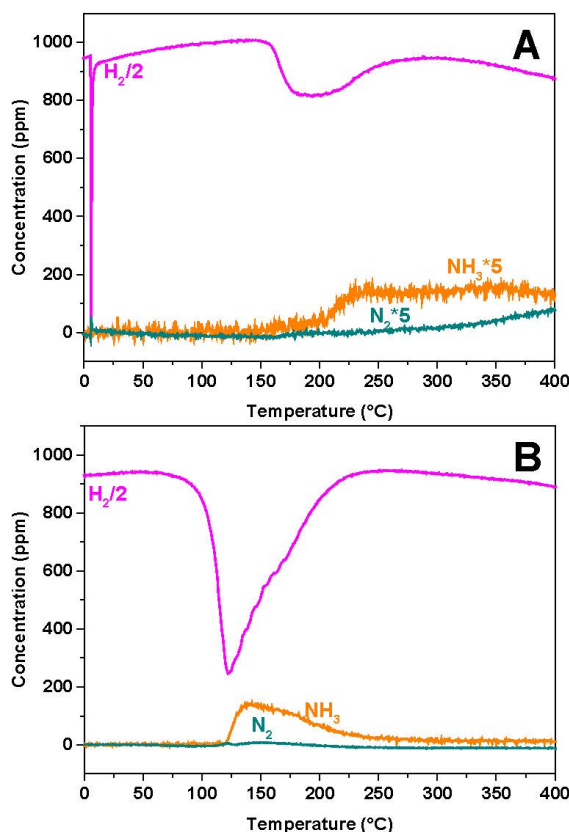 A
1000
H₂/2
800
600
400
NH₃*5
200
N₂*5
0
Concentration (ppm)
0 50 100 150 200 250 300 350 400
Temperature (°C)
B
1000
H₂/2
800
600
400
200
NH₃
N₂
0
Concentration (ppm)
0 50 100 150 200 250 300 350 400
Temperature (°C)